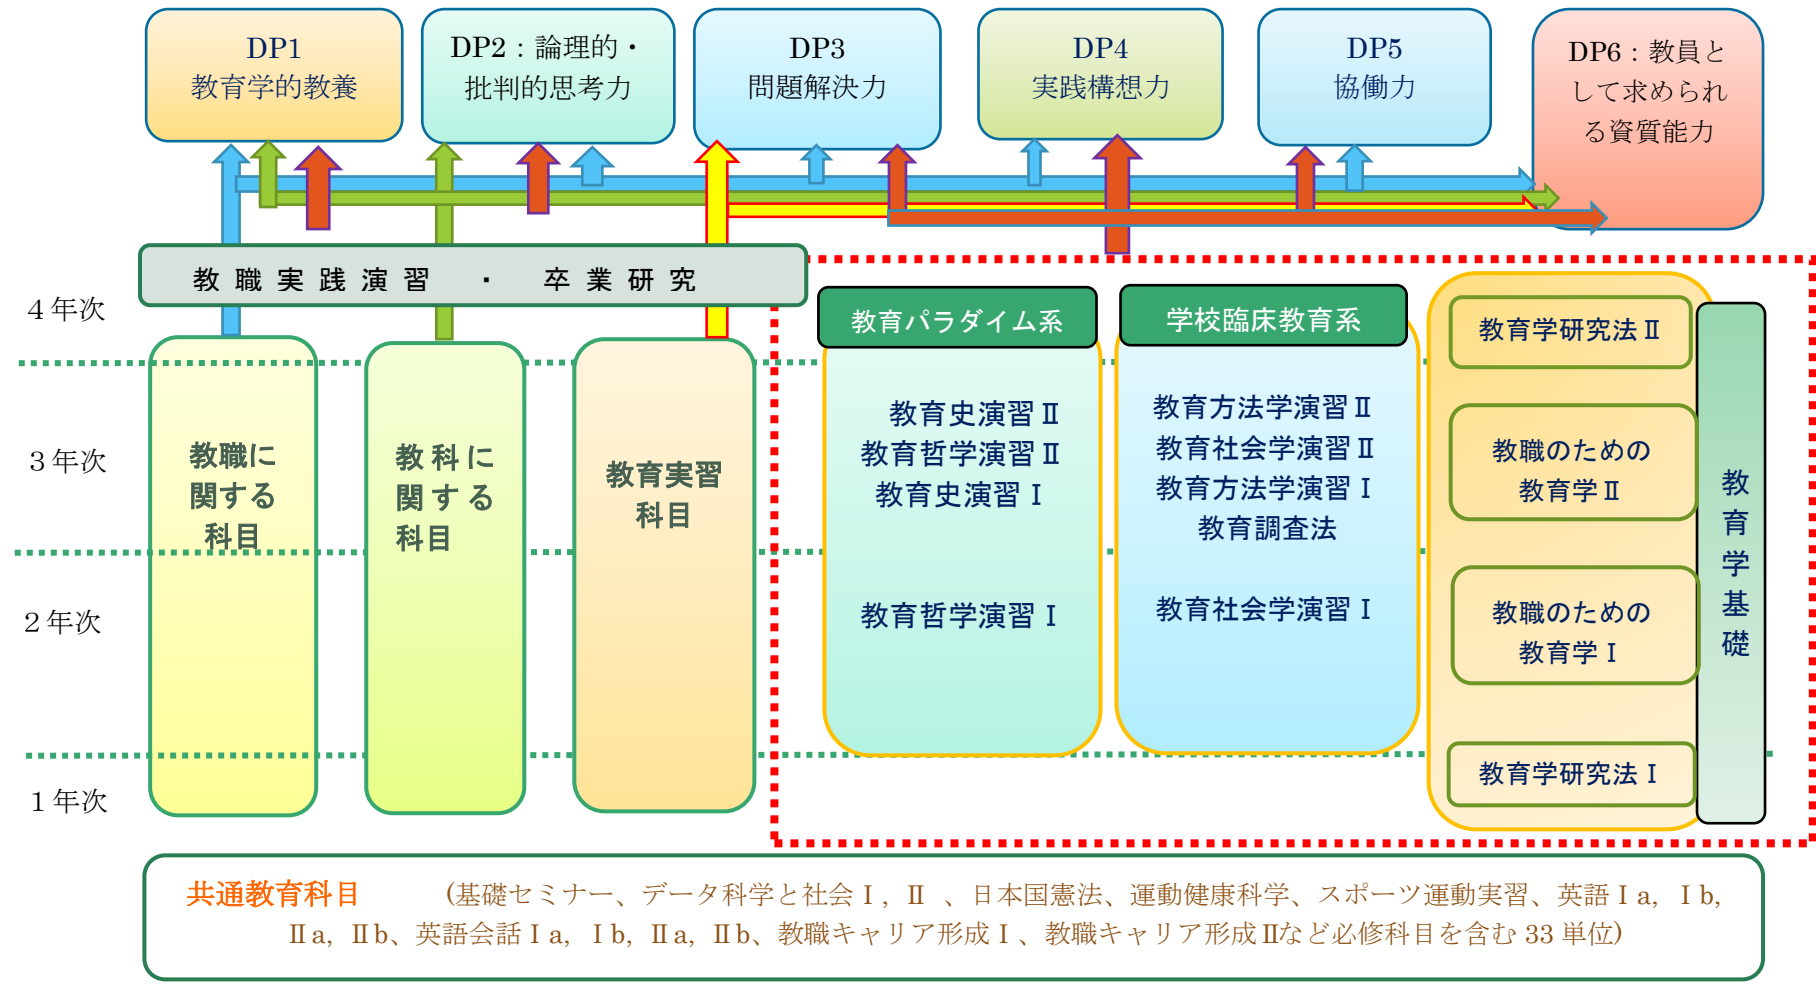 DP1
教育学的教養
DP2：論理的・
批判的思考力
DP3
問題解決力
DP4
実践構想力
DP5
協働力
DP6：教員と
して求められ
る資質能力
教職実践演習　・　卒業研究
４年次
３年次
２年次
１年次
教職に
関する
科目
教科に
関する
科目
教育実習
科目
教育パラダイム系
教育史演習Ⅱ
教育哲学演習Ⅱ
教育史演習Ⅰ
教育哲学演習Ⅰ
学校臨床教育系
教育方法学演習Ⅱ
教育社会学演習Ⅱ
教育方法学演習Ⅰ
教育調査法
教育社会学演習Ⅰ
教育学研究法Ⅱ
教職のための
教育学Ⅱ
教職のための
教育学Ⅰ
教育学研究法Ⅰ
教育学基礎
共通教育科目　(基礎セミナー、データ科学と社会Ⅰ, Ⅱ 、日本国憲法、運動健康科学、スポーツ運動実習、英語Ⅰa, Ⅰb,
Ⅱa, Ⅱb、英語会話Ⅰa, Ⅰb, Ⅱa, Ⅱb、教職キャリア形成Ⅰ、教職キャリア形成Ⅱなど必修科目を含む 33 単位)